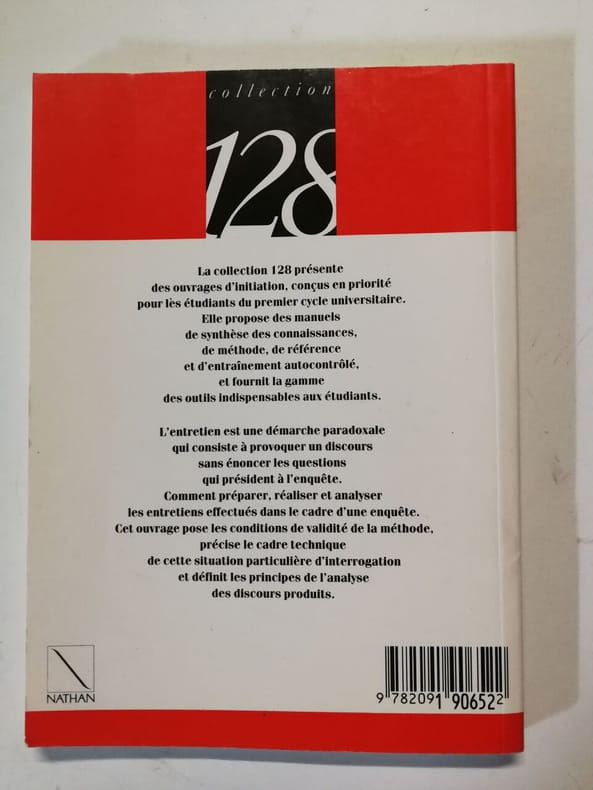 collection
128
La collection 128 présente
des ouvrages d'initiation, conçus en priorité
pour lès étudiants du premier cycle universitaire.
Elle propose des manuels
de synthèse des connaissances,
de méthode, de référence
et d'entraînement autocontrôlé,
et fournit la gamme
des outils indispensables aux étudiants.
L'entretien est une démarche paradoxale
qui consiste à provoquer un discours
sans énoncer les questions
qui président à l'enquête.
Comment préparer, réaliser et analyser
les entretiens effectués dans le cadre d'une enquête.
Cet ouvrage pose les conditions de validité de la méthode,
précise le cadre technique
de cette situation particulière d'interrogation
et définit les principes de l'analyse
des discours produits.
NATHAN
9 782091 906522